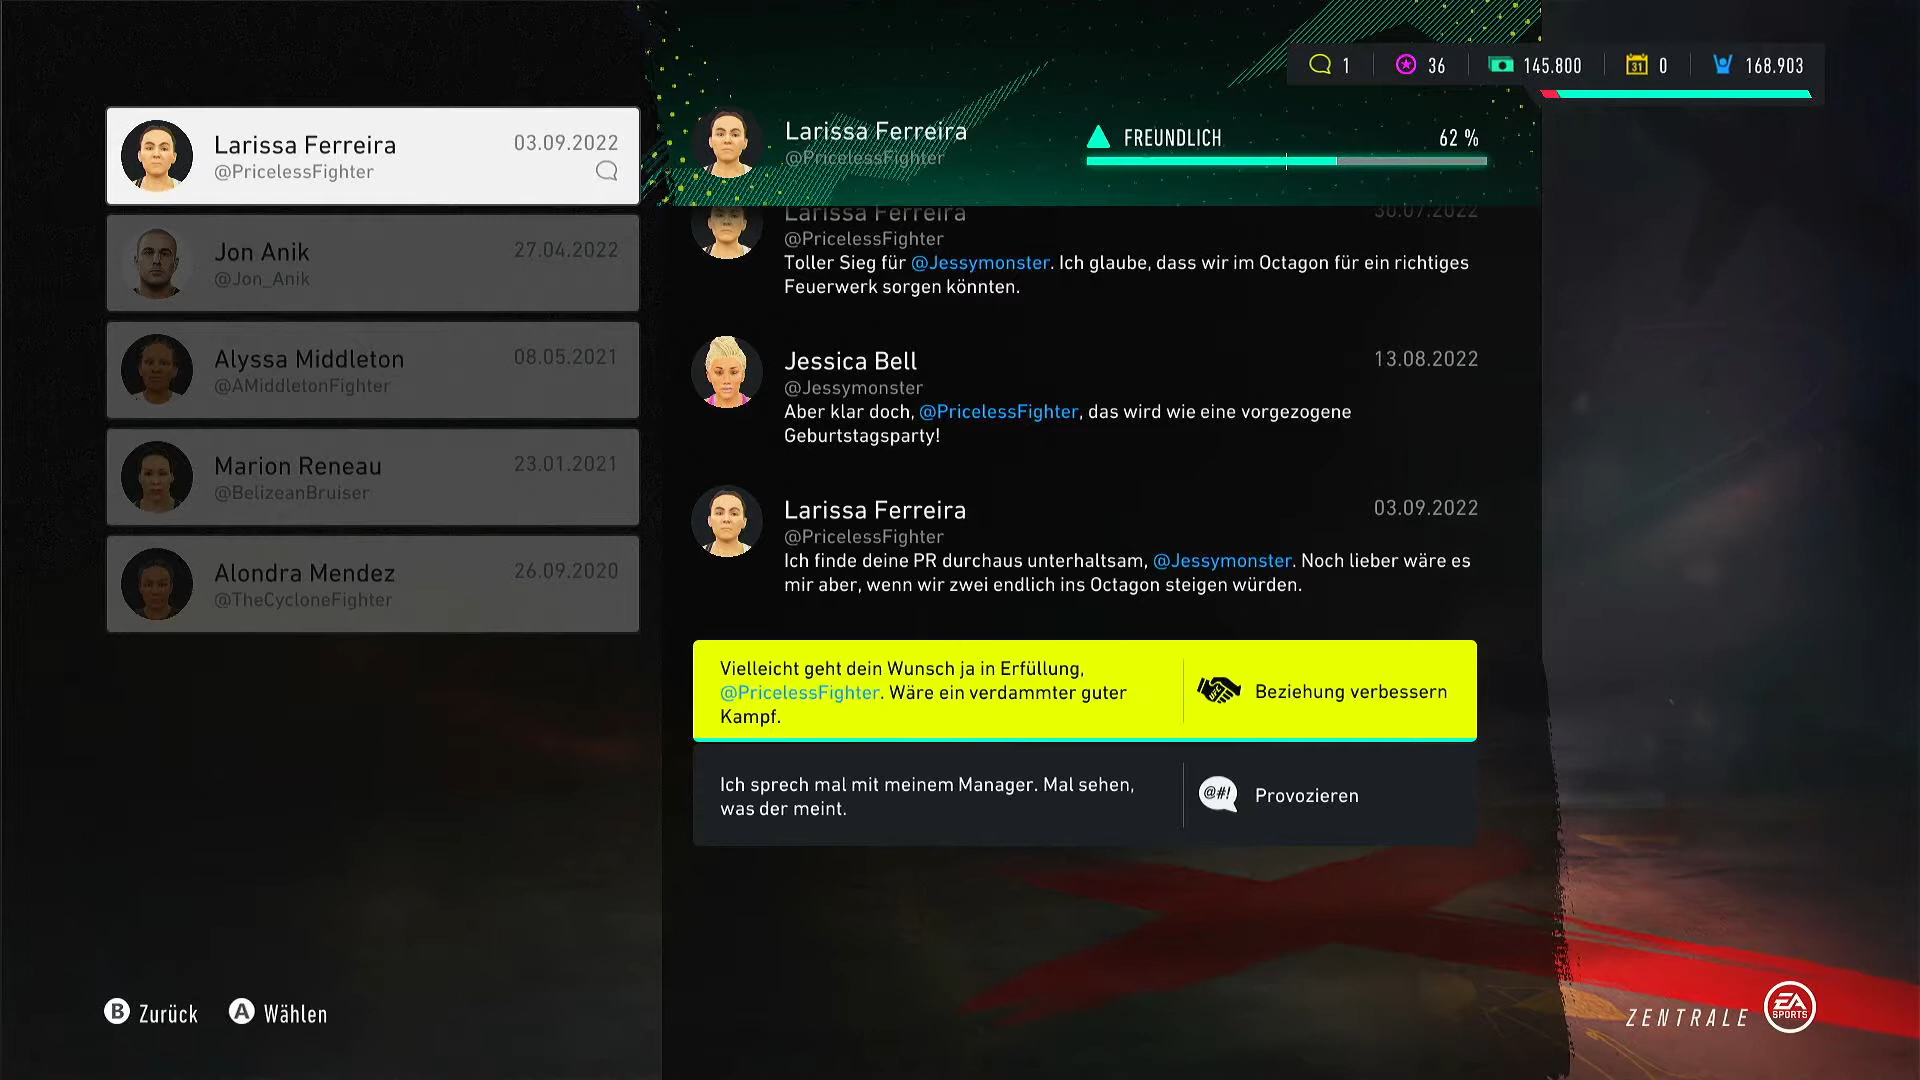 1
36
145.800
31
0
168.903
Larissa Ferreira
03.09.2022
@PricelessFighter
Jon Anik
27.04.2022
@Jon_Anik
Alyssa Middleton
08.05.2021
@AMiddletonFighter
Marion Reneau
23.01.2021
@BelizeanBruiser
Alondra Mendez
26.09.2020
@TheCycloneFighter
Larissa Ferreira
@PricelessFighter
FREUNDLICH
62 %
Larissa Ferreira
30.07.2022
@PricelessFighter
Toller Sieg für @Jessymonster. Ich glaube, dass wir im Octagon für ein richtiges
Feuerwerk sorgen könnten.
Jessica Bell
13.08.2022
@Jessymonster
Aber klar doch, @PricelessFighter, das wird wie eine vorgezogene
Geburtstagsparty!
Larissa Ferreira
03.09.2022
@PricelessFighter
Ich finde deine PR durchaus unterhaltsam, @Jessymonster. Noch lieber wäre es
mir aber, wenn wir zwei endlich ins Octagon steigen würden.
Vielleicht geht dein Wunsch ja in Erfüllung,
@PricelessFighter. Wäre ein verdammter guter
Kampf.
Beziehung verbessern
Ich sprech mal mit meinem Manager. Mal sehen,
was der meint.
@#!
Provozieren
B Zurück
A Wählen
ZENTRALE
EA
SPORTS